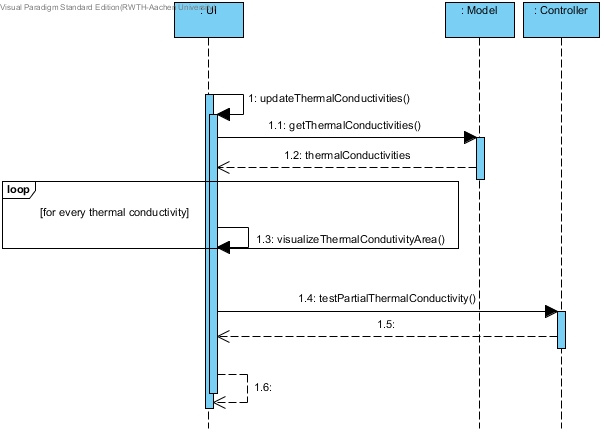 Visual Paradigm Standard Edition(RWTH-Aachen University)
: UI
: Model
: Controller
1: updateThermalConductivities()
1.1: getThermalConductivities()
1.2: thermalConductivities
loop
[for every thermal conductivity]
1.3: visualizeThermalCondutivityArea()
1.4: testPartialThermalConductivity()
1.5:
1.6: